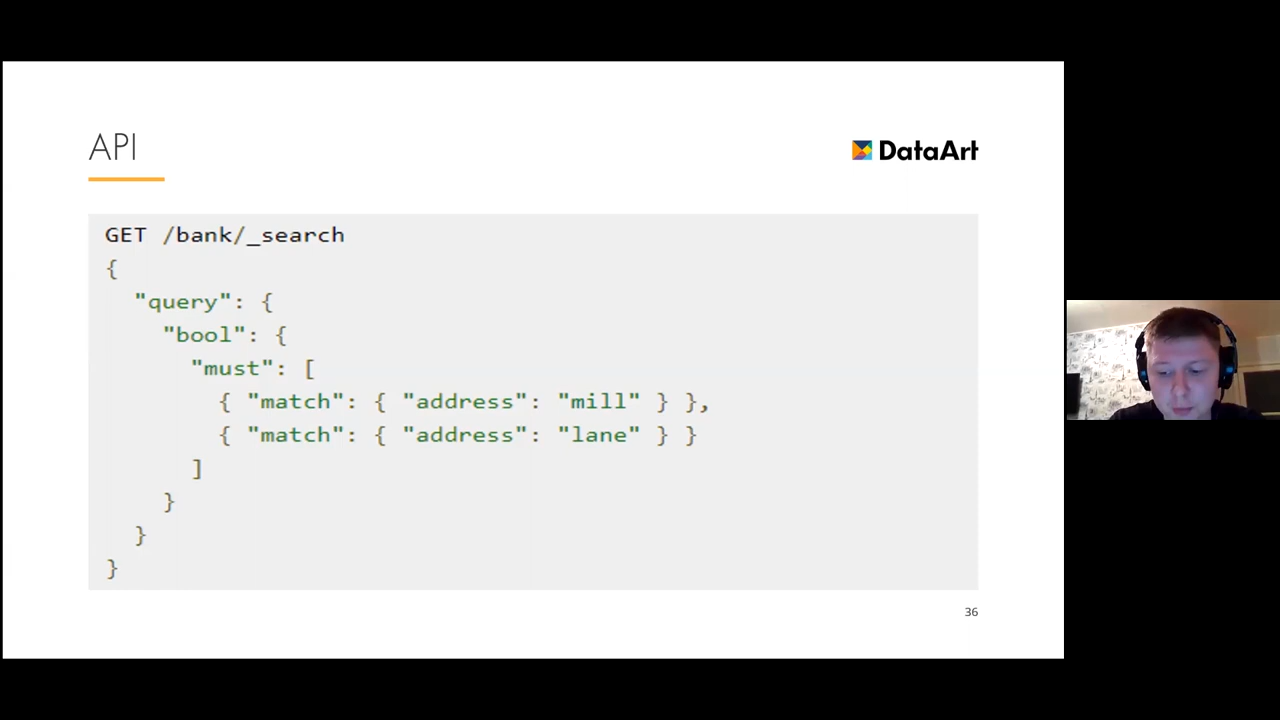 API
DataArt
GET /bank/_search
{
  "query": {
    "bool": {
      "must": [
        { "match": { "address": "mill" } },
        { "match": { "address": "lane" } }
      ]
    }
  }
}
36